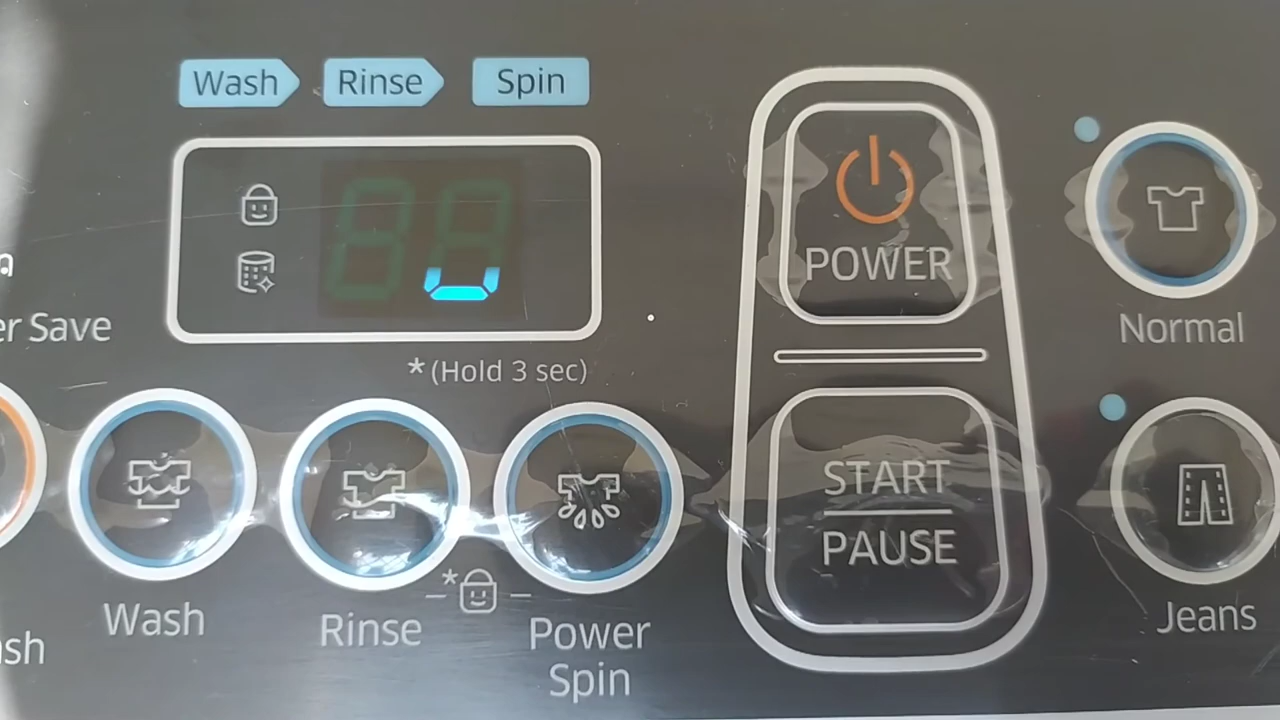 Wash
Rinse
Spin
POWER
er Save
*(Hold 3 sec)
Normal
START
PAUSE
Wash
Rinse
Power
Spin
Jeans
sh